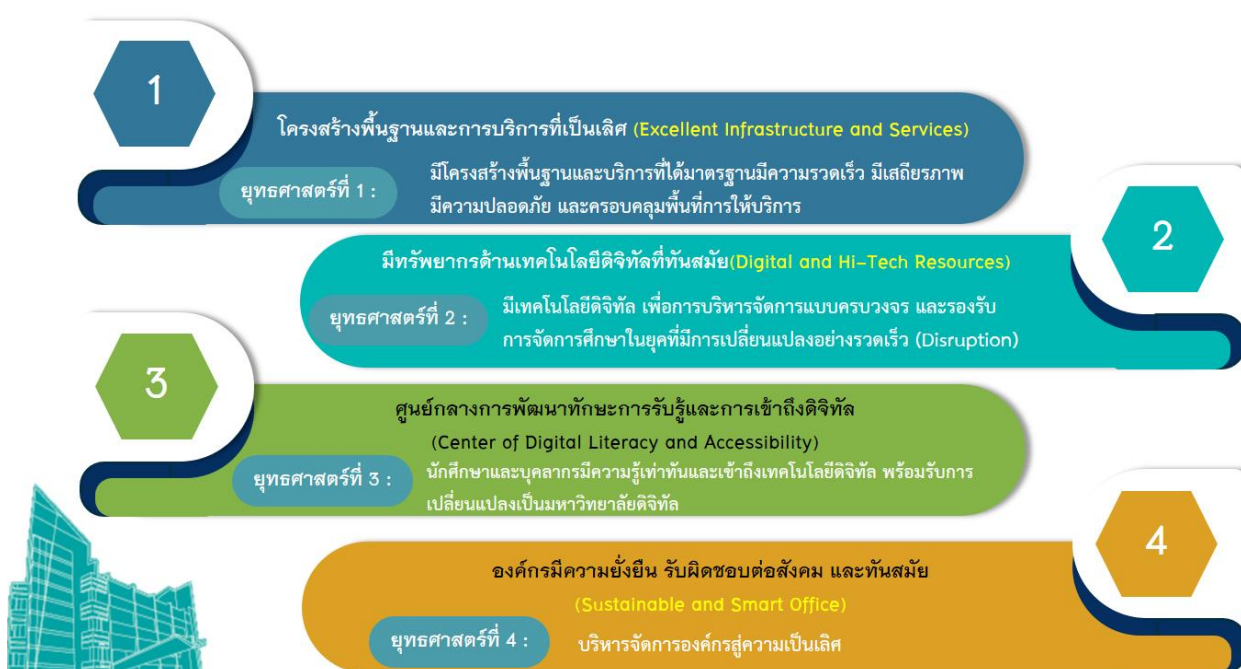 1
โครงสร้างพื้นฐานและการบริการที่เป็นเลิศ (Excellent Infrastructure and Services)
ยุทธศาสตร์ที่ 1 :
มีโครงสร้างพื้นฐานและบริการที่ได้มาตรฐานมีความรวดเร็ว มีเสถียรภาพ
มีความปลอดภัย และครอบคลุมพื้นที่การให้บริการ
2
มีทรัพยากรด้านเทคโนโลยีดิจิทัลที่ทันสมัย(Digital and Hi-Tech Resources)
ยุทธศาสตร์ที่ 2 :
มีเทคโนโลยีดิจิทัล เพื่อการบริหารจัดการแบบครบวงจร และรองรับ
การจัดการศึกษาในยุคที่มีการเปลี่ยนแปลงอย่างรวดเร็ว (Disruption)
3
ศูนย์กลางการพัฒนาทักษะการรับรู้และการเข้าถึงดิจิทัล
(Center of Digital Literacy and Accessibility)
ยุทธศาสตร์ที่ 3 :
นักศึกษาและบุคลากรมีความรู้เท่าทันและเข้าถึงเทคโนโลยีดิจิทัล พร้อมรับการ
เปลี่ยนแปลงเป็นมหาวิทยาลัยดิจิทัล
4
องค์กรมีความยั่งยืน รับผิดชอบต่อสังคม และทันสมัย
(Sustainable and Smart Office)
ยุทธศาสตร์ที่ 4 :
บริหารจัดการองค์กรสู่ความเป็นเลิศ